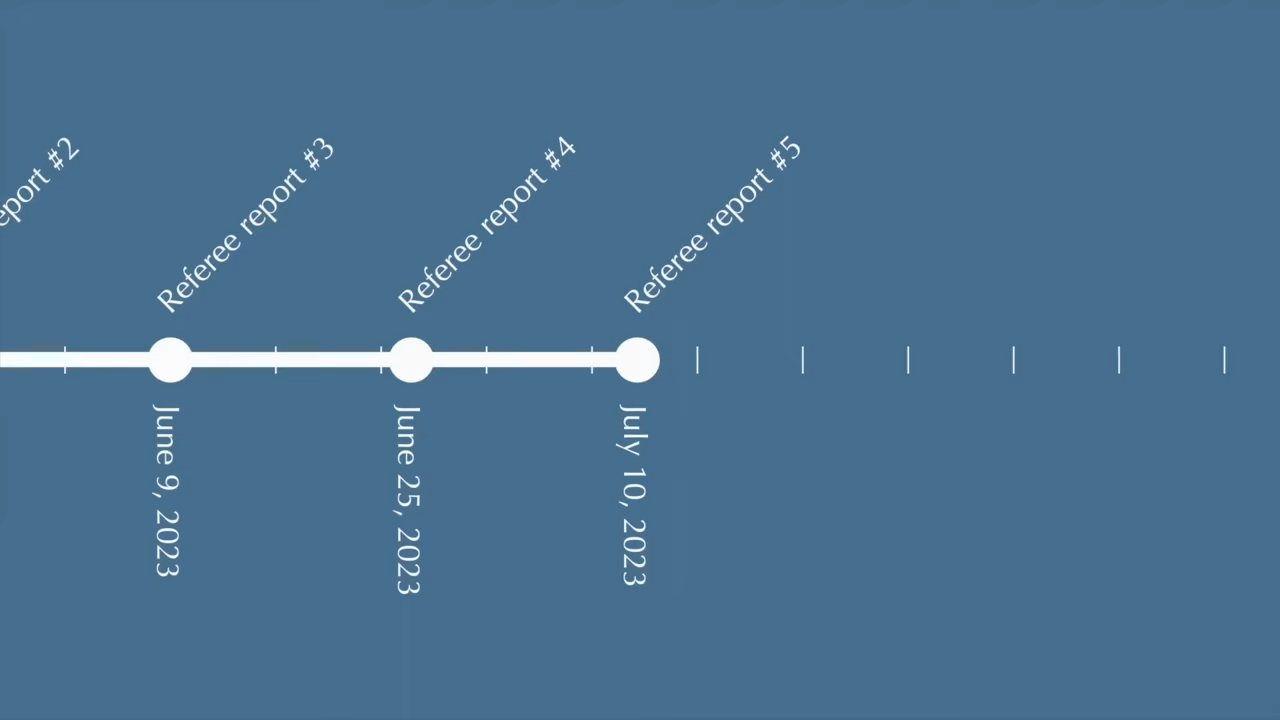 eport #2
Referee report #3
Referee report #4
Referee report #5
June 9, 2023
June 25, 2023
July 10, 2023